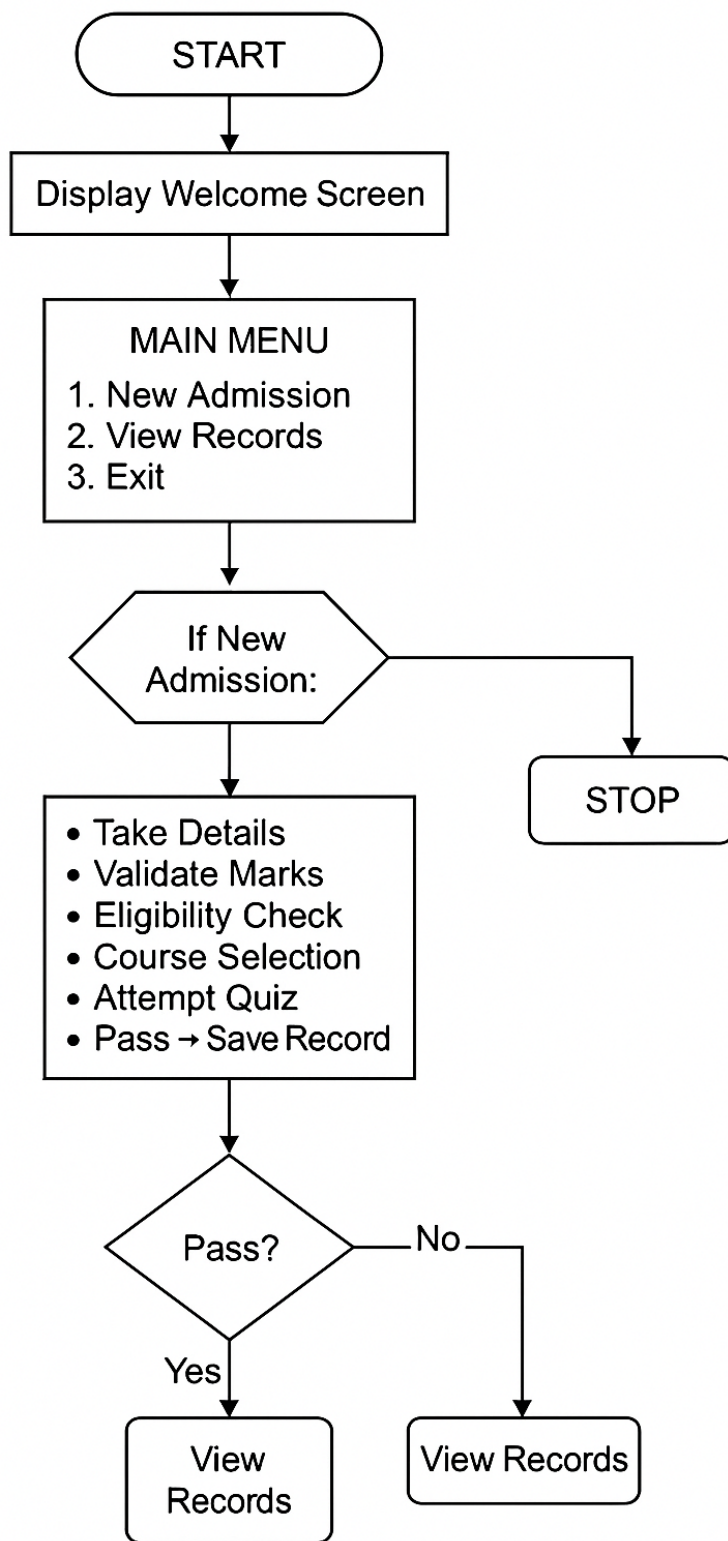 START
Display Welcome Screen
MAIN MENU
1. New Admission
2. View Records
3. Exit
If New
Admission:
STOP
• Take Details
• Validate Marks
• Eligibility Check
• Course Selection
• Attempt Quiz
• Pass → Save Record
Pass?
No
Yes
View
Records
View Records